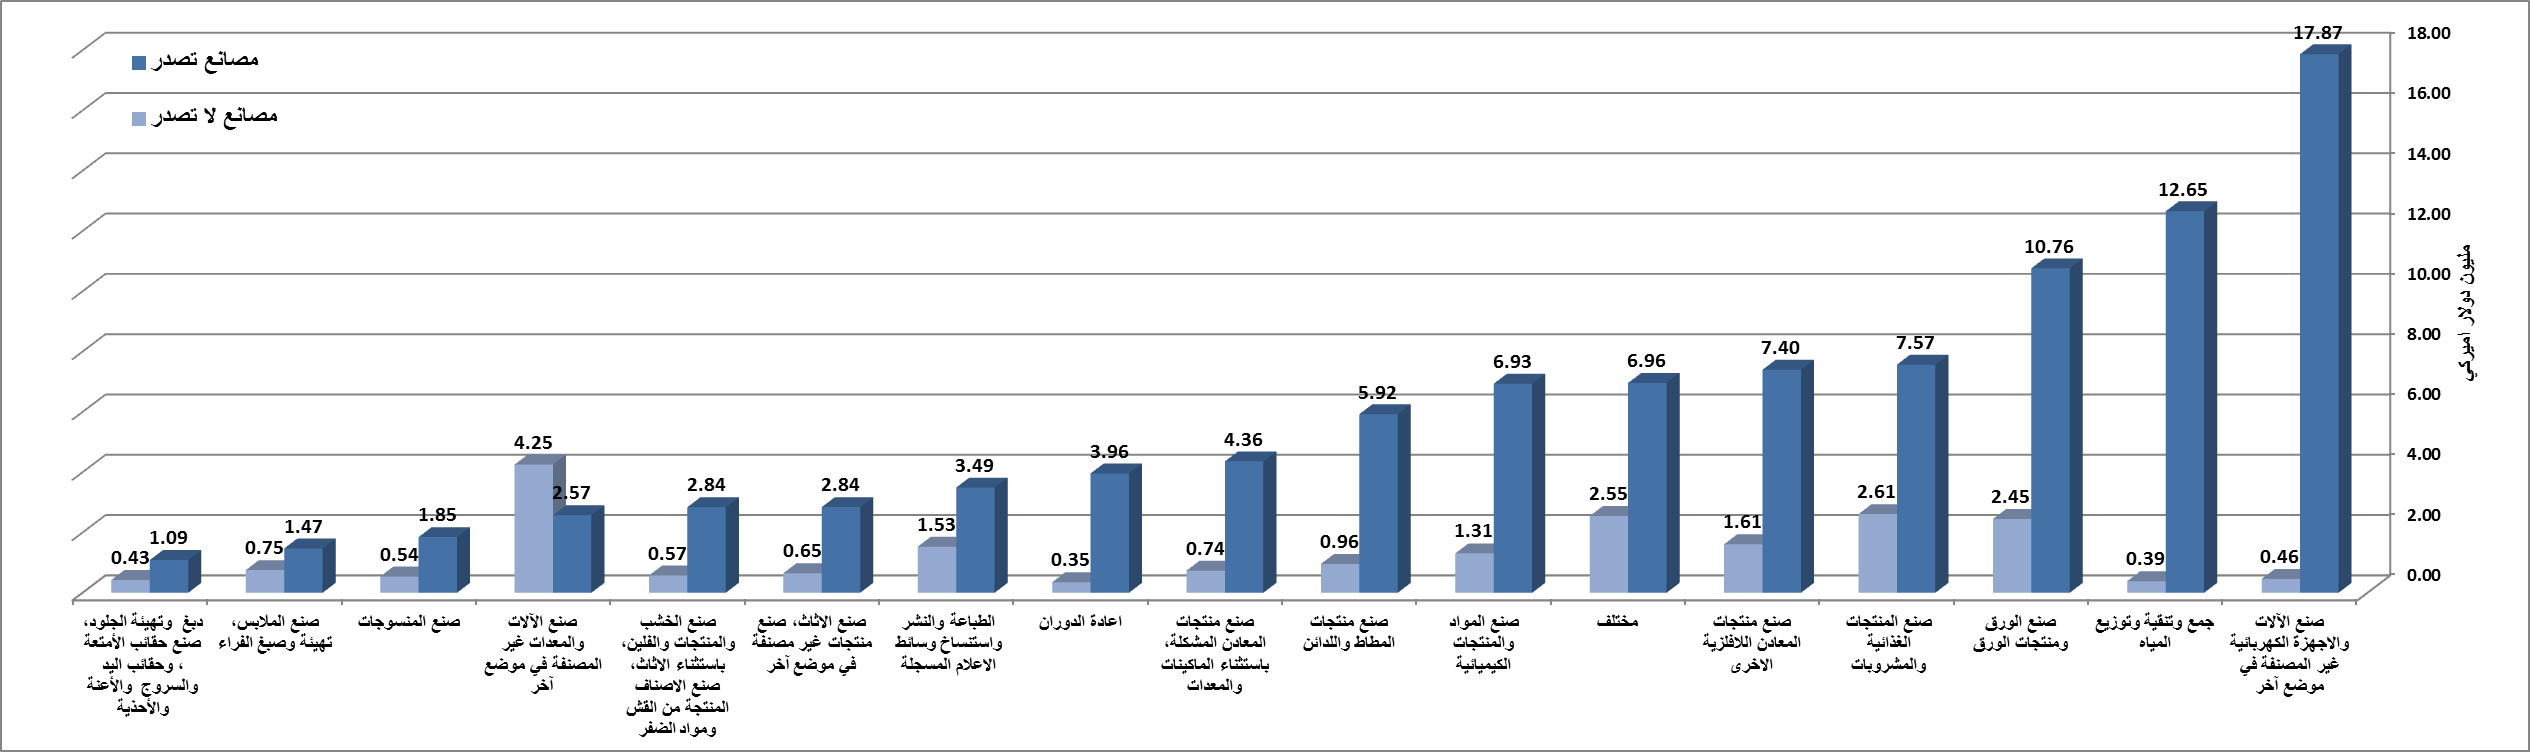 مصانع تصدر
مصانع لا تصدر
18.00
16.00
14.00
12.00
10.00
8.00
6.00
4.00
2.00
0.00
مليون دولار اميركي
17.87
0.46
12.65
0.39
10.76
2.45
7.57
2.61
7.40
1.61
6.96
2.55
6.93
1.31
5.92
0.96
4.36
0.74
3.96
0.35
3.49
1.53
2.84
0.65
2.84
0.57
2.57
4.25
1.85
0.54
1.47
0.75
1.09
0.43
صنع الآلات
والاجهزة الكهربائية
غير المصنفة في
موضع آخر
جمع وتنقية وتوزيع
المياه
صنع الورق
ومنتجات الورق
صنع المنتجات
الغذائية
والمشروبات
صنع منتجات
المعادن اللافلزية
الاخرى
مختلف
صنع المواد
والمنتجات
الكيميائية
صنع منتجات
المطاط واللدائن
صنع منتجات
المعادن المشكلة،
باستثناء الماكينات
والمعدات
اعادة الدوران
الطباعة والنشر
واستنساخ وسائط
الاعلام المسجلة
صنع الاثاث، صنع
منتجات غير مصنفة
في موضع آخر
صنع الخشب
والمنتجات والفلين،
باستثناء الاثاث،
صنع الاصناف
المنتجة من القش
ومواد الضفر
صنع الآلات
والمعدات غير
المصنفة في موضع
آخر
صنع المنسوجات
صنع الملابس،
تهيئة وصبغ الفراء
دبغ وتهيئة الجلود،
صنع حقائب الأمتعة
، وحقائب اليد
والسروج والأعنة
والأحذية